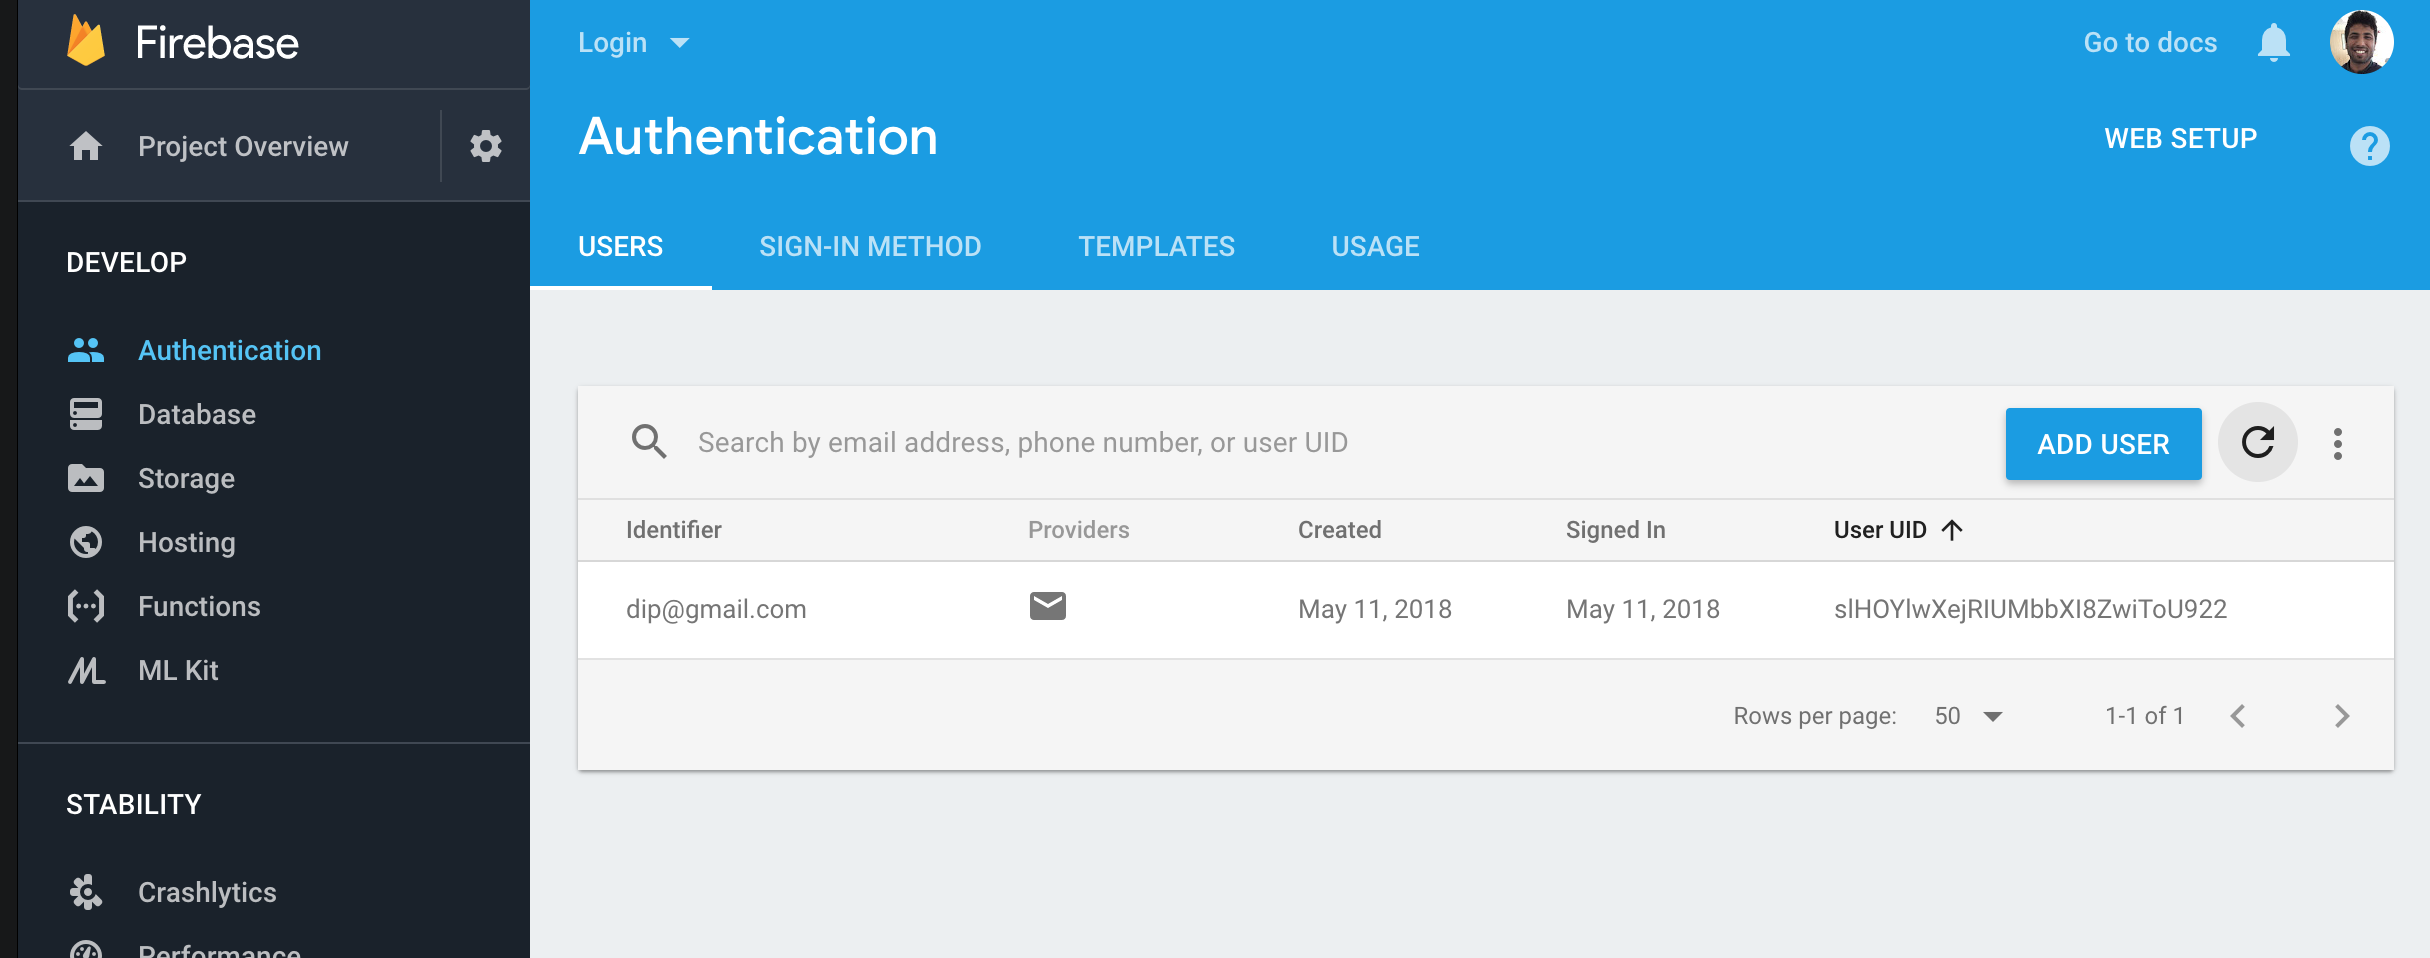 Firebase
Project Overview
DEVELOP
Authentication
Database
Storage
Hosting
Functions
ML Kit
STABILITY
Crashlytics
Performance
Login
Go to docs
Authentication
WEB SETUP
?
USERS SIGN-IN METHOD TEMPLATES USAGE
Search by email address, phone number, or user UID
ADD USER
Identifier Providers Created Signed In User UID
dip@gmail.com May 11, 2018 May 11, 2018 slHOYlwXejRIUMbbXI8ZwiToU922
Rows per page: 50 1-1 of 1